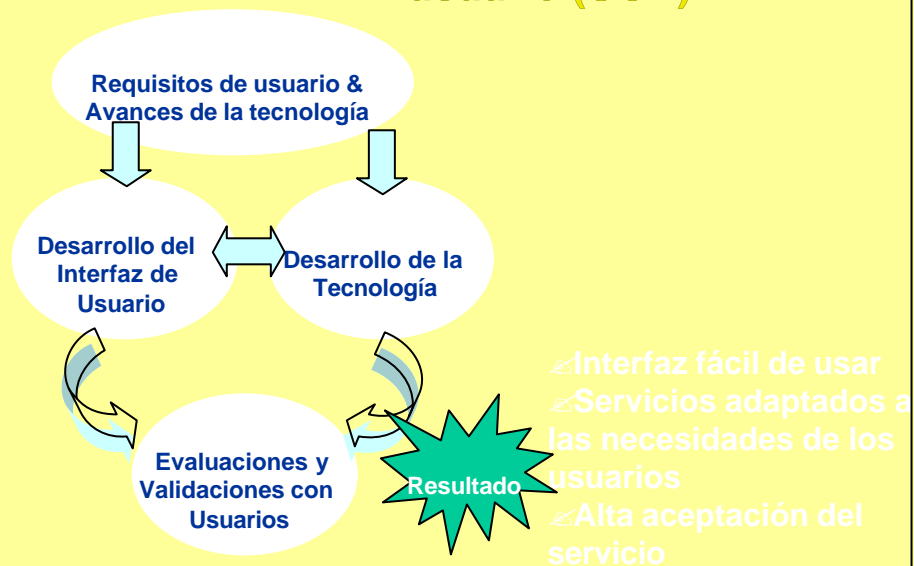 Requisitos de usuario &
Avances de la tecnología
Desarrollo del
Interfaz de
Usuario
Desarrollo de la
Tecnología
Evaluaciones y
Validaciones con
Usuarios
Resultado
Interfaz fácil de usar
Servicios adaptados a
las necesidades de los
usuarios
Alta aceptación del
servicio